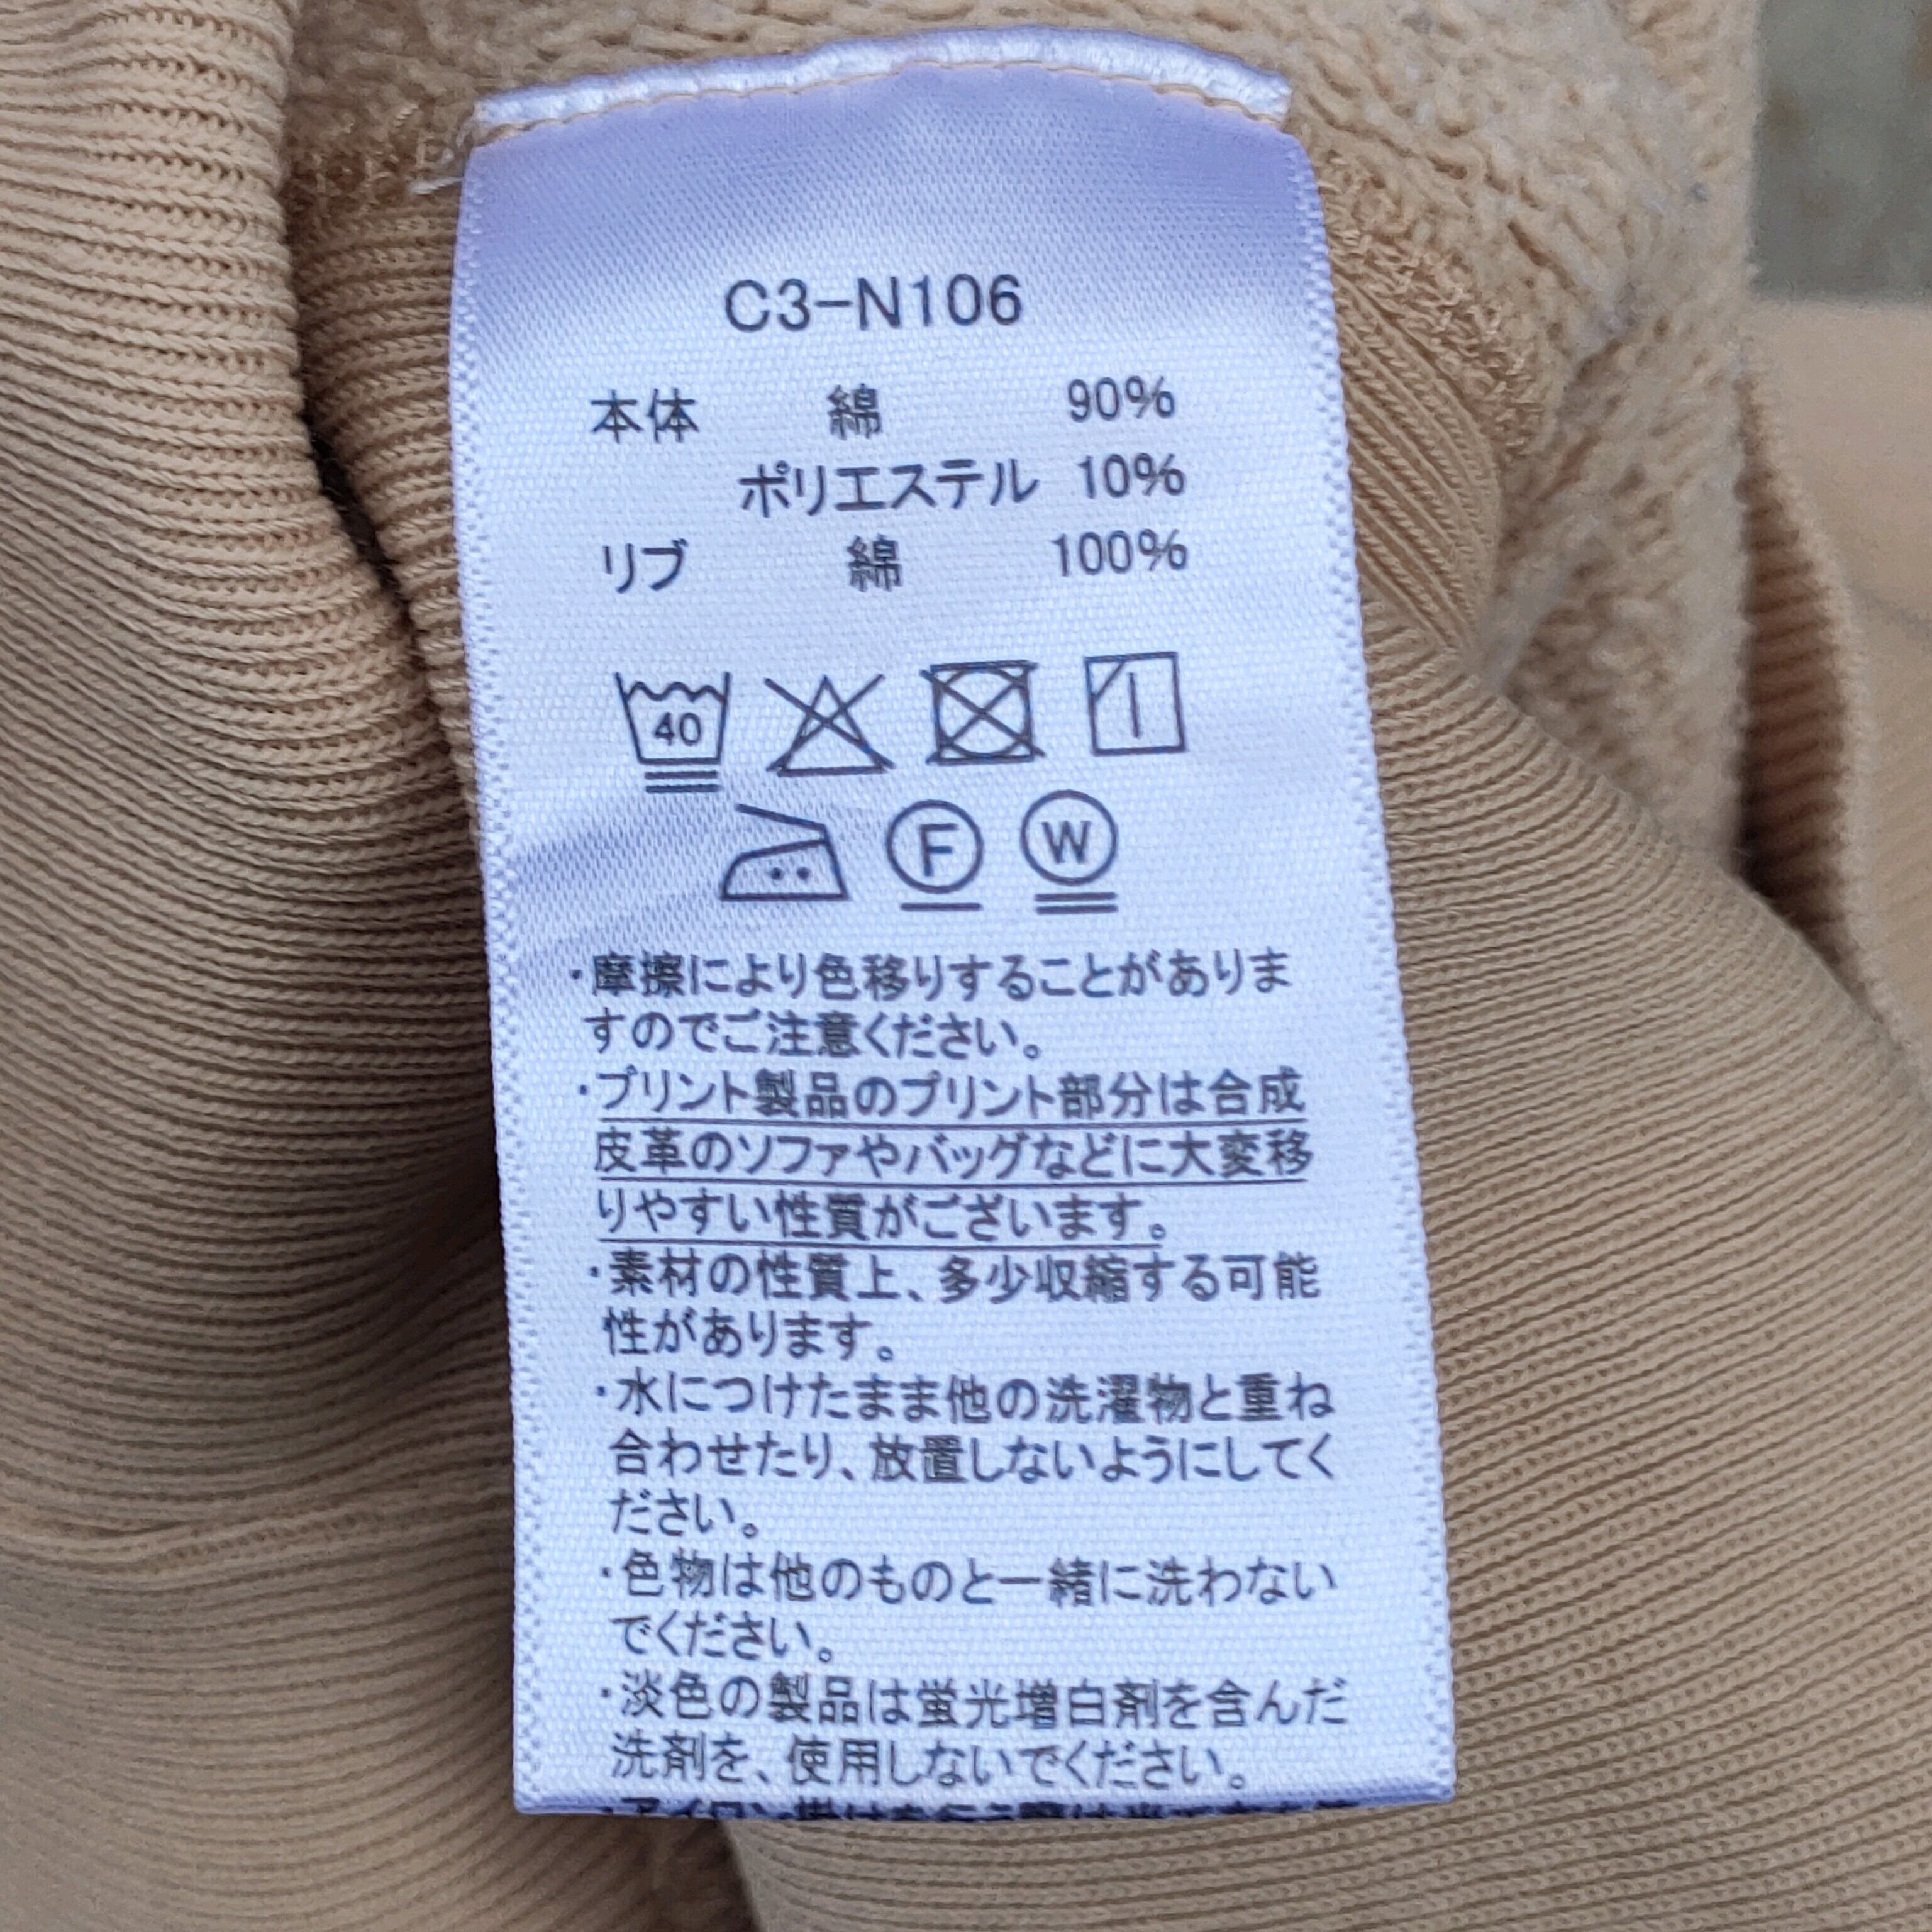 C3-N106
本体 綿 90%
ポリエステル 10%
リブ 綿 100%
40
F W
・摩擦により色移りすることがありま
すのでご注意ください。
・プリント製品のプリント部分は合成
皮革のソファやバッグなどに大変移
りやすい性質がございます。
・素材の性質上、多少収縮する可能
性があります。
・水につけたまま他の洗濯物と重ね
合わせたり、放置しないようにしてく
ださい。
・色物は他のものと一緒に洗わない
でください。
・淡色の製品は蛍光増白剤を含んだ
洗剤を、使用しないでください。